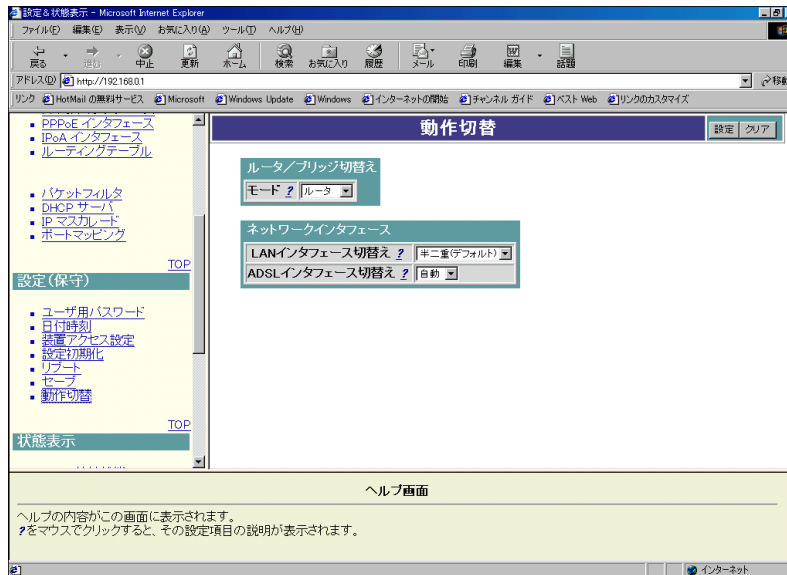 設定&状態表示 - Microsoft Internet Explorer
ファイル(F) 編集(E) 表示(V) お気に入り(A) ツール(T) ヘルプ(H)
戻る 進む 中止 更新 ホーム 検索 お気に入り 履歴 メール 印刷 編集 話題
アドレス(D) http://192.168.0.1 移動
リンク HotMail の無料サービス Microsoft Windows Update Windows インターネットの開始 チャンネル ガイド ベスト Web リンクのカスタマイズ
PPPoE インタフェース
IPoA インタフェース
ルーティングテーブル
パケットフィルタ
DHCP サーバ
IP マスカレード
ポートマッピング
TOP
設定(保守)
ユーザ用パスワード
日付時刻
装置アクセス設定
設定初期化
リブート
セーブ
動作切替
TOP
状態表示
動作切替
設定 クリア
ルータ/ブリッジ切替え
モード ? ルータ
ネットワークインタフェース
LANインタフェース切替え ? 半二重(デフォルト)
ADSLインタフェース切替え ? 自動
ヘルプ画面
ヘルプの内容がこの画面に表示されます。
?をマウスでクリックすると、その設定項目の説明が表示されます。
インターネット